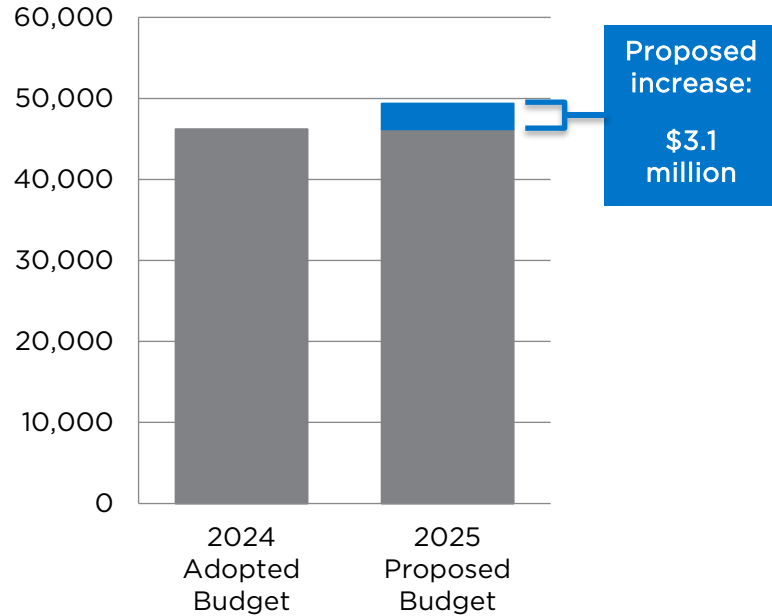 60,000
50,000
40,000
30,000
20,000
10,000
0
2024
Adopted
Budget
2025
Proposed
Budget
Proposed
increase:
$3.1
million